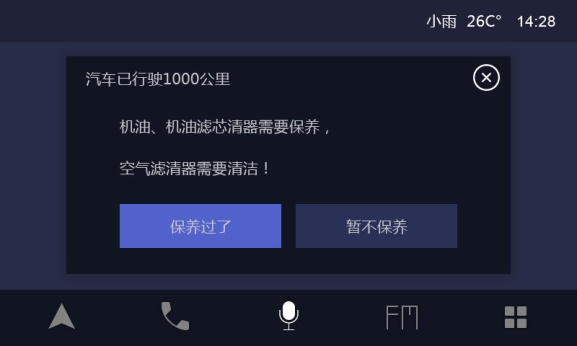 小雨 26C° 14:28
汽车已行驶1000公里
机油、机油滤芯清器需要保养，
空气滤清器需要清洁！
保养过了 暂不保养
FM